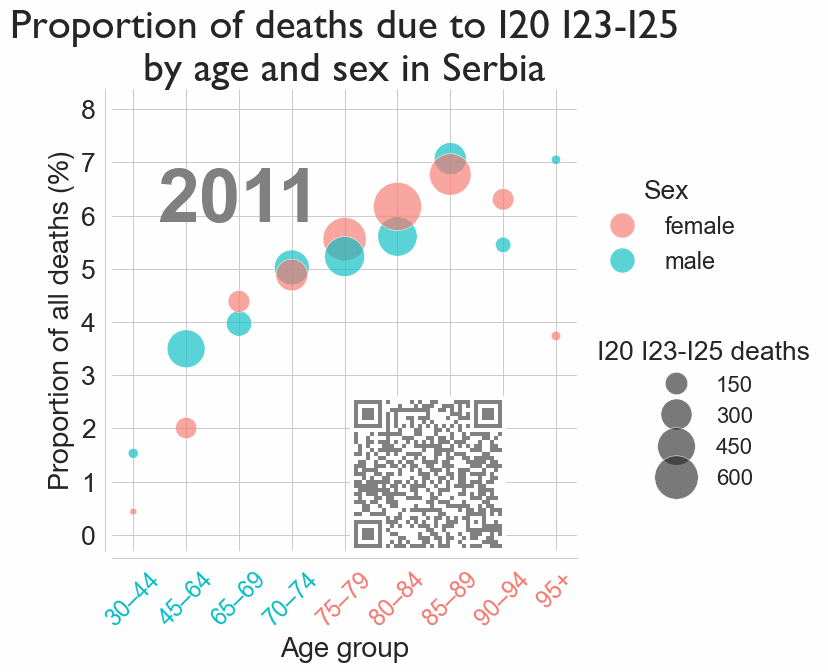 Proportion of deaths due to I20 I23-I25
by age and sex in Serbia
Proportion of all deaths (%)
8
7
6
5
4
3
2
1
0
2011
30–44
45–64
65–69
70–74
75–79
80–84
85–89
90–94
95+
Age group
Sex
female
male
I20 I23-I25 deaths
150
300
450
600